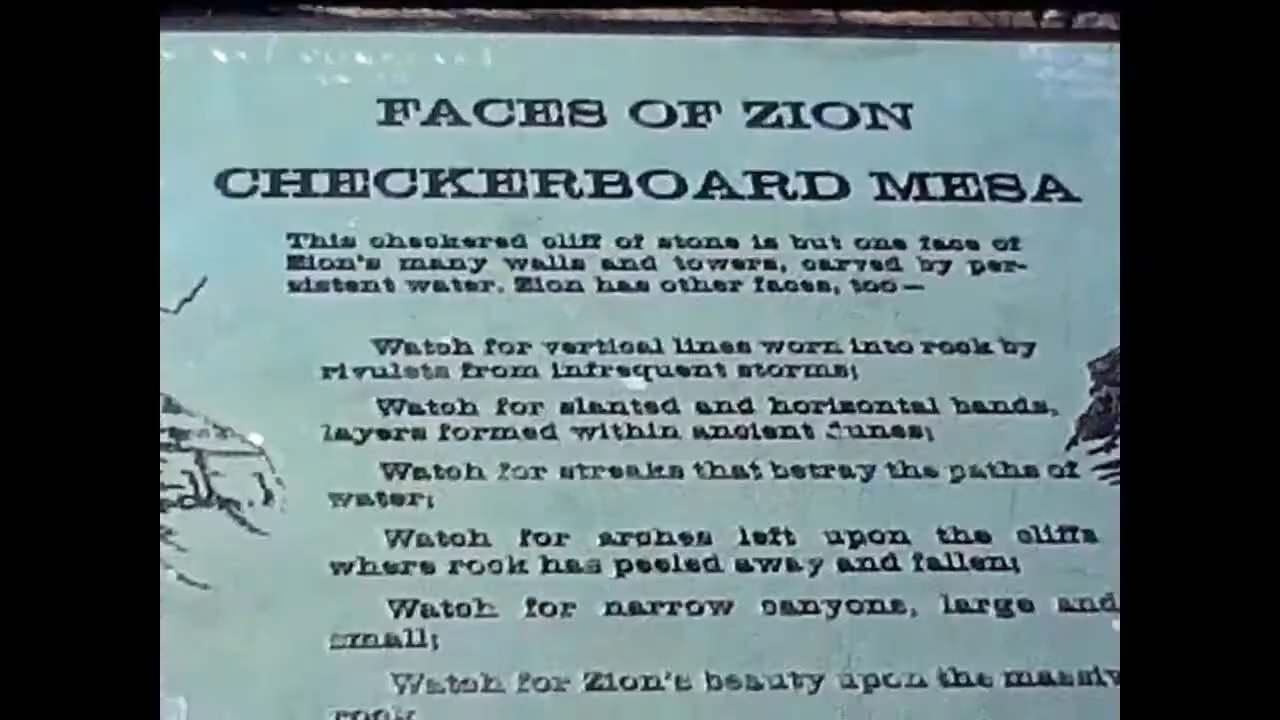 FACES OF ZION
CHECKERBOARD MESA
This checkered cliff of stone is but one face of
Zion's many walls and towers, carved by per-
sistent water. Zion has other faces, too—
Watch for vertical lines worn into rock by
rivulets from infrequent storms;
Watch for slanted and horizontal bands,
layers formed within ancient dunes;
Watch for streaks that betray the paths of
water;
Watch for arches left upon the cliffs
where rock has peeled away and fallen;
Watch for narrow canyons, large and
small;
Watch for Zion's beauty upon the massiv
rock